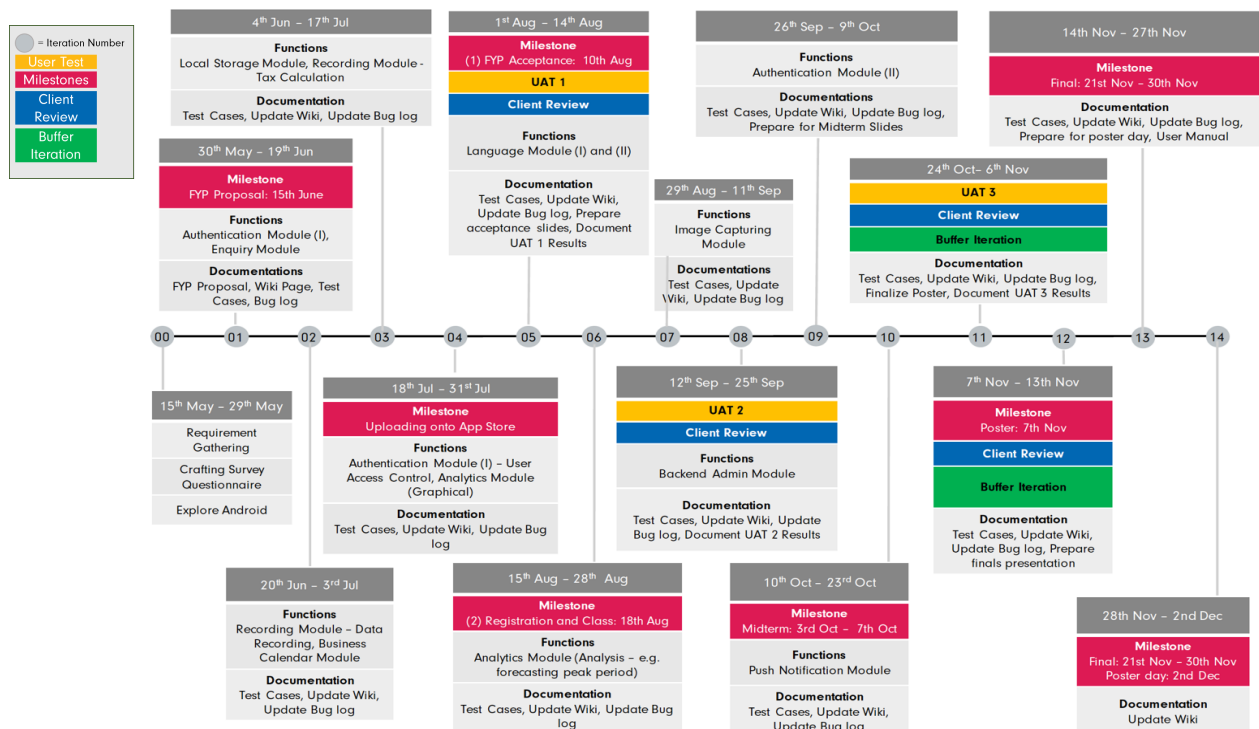 = Iteration Number
User Test
Milestones
Client
Review
Buffer
Iteration
4th Jun – 17th Jul
Functions
Local Storage Module, Recording Module -
Tax Calculation
Documentation
Test Cases, Update Wiki, Update Bug log
30th May – 19th Jun
Milestone
FYP Proposal: 15th June
Functions
Authentication Module (I),
Enquiry Module
Documentations
FYP Proposal, Wiki Page, Test
Cases, Bug log
1st Aug – 14th Aug
Milestone
(1) FYP Acceptance: 10th Aug
UAT 1
Client Review
Functions
Language Module (I) and (II)
Documentation
Test Cases, Update Wiki,
Update Bug log, Prepare
acceptance slides, Document
UAT 1 Results
29th Aug – 11th Sep
Functions
Image Capturing
Module
Documentations
Test Cases, Update
Wiki, Update Bug log
26th Sep – 9th Oct
Functions
Authentication Module (II)
Documentations
Test Cases, Update Wiki, Update Bug log,
Prepare for Midterm Slides
24th Oct– 6th Nov
UAT 3
Client Review
Buffer Iteration
Documentation
Test Cases, Update Wiki, Update Bug log,
Finalize Poster, Document UAT 3 Results
14th Nov – 27th Nov
Milestone
Final: 21st Nov – 30th Nov
Documentation
Test Cases, Update Wiki, Update Bug log,
Prepare for poster day, User Manual
00 01 02 03 04 05 06 07 08 09 10 11 12 13 14
15th May – 29th May
Requirement
Gathering
Crafting Survey
Questionnaire
Explore Android
20th Jun – 3rd Jul
Functions
Recording Module – Data
Recording, Business
Calendar Module
Documentation
Test Cases, Update Wiki,
Update Bug log
18th Jul – 31st Jul
Milestone
Uploading onto App Store
Functions
Authentication Module (I) – User
Access Control, Analytics Module
(Graphical)
Documentation
Test Cases, Update Wiki, Update Bug
log
15th Aug – 28th Aug
Milestone
(2) Registration and Class: 18th Aug
Functions
Analytics Module (Analysis – e.g.
forecasting peak period)
Documentation
Test Cases, Update Wiki, Update Bug
log
12th Sep – 25th Sep
UAT 2
Client Review
Functions
Backend Admin Module
Documentation
Test Cases, Update Wiki, Update
Bug log, Document UAT 2 Results
10th Oct – 23rd Oct
Milestone
Midterm: 3rd Oct – 7th Oct
Functions
Push Notification Module
Documentation
Test Cases, Update Wiki,
Update Bug log
7th Nov – 13th Nov
Milestone
Poster: 7th Nov
Client Review
Buffer Iteration
Documentation
Test Cases, Update Wiki,
Update Bug log, Prepare
finals presentation
28th Nov – 2nd Dec
Milestone
Final: 21st Nov – 30th Nov
Poster day: 2nd Dec
Documentation
Update Wiki